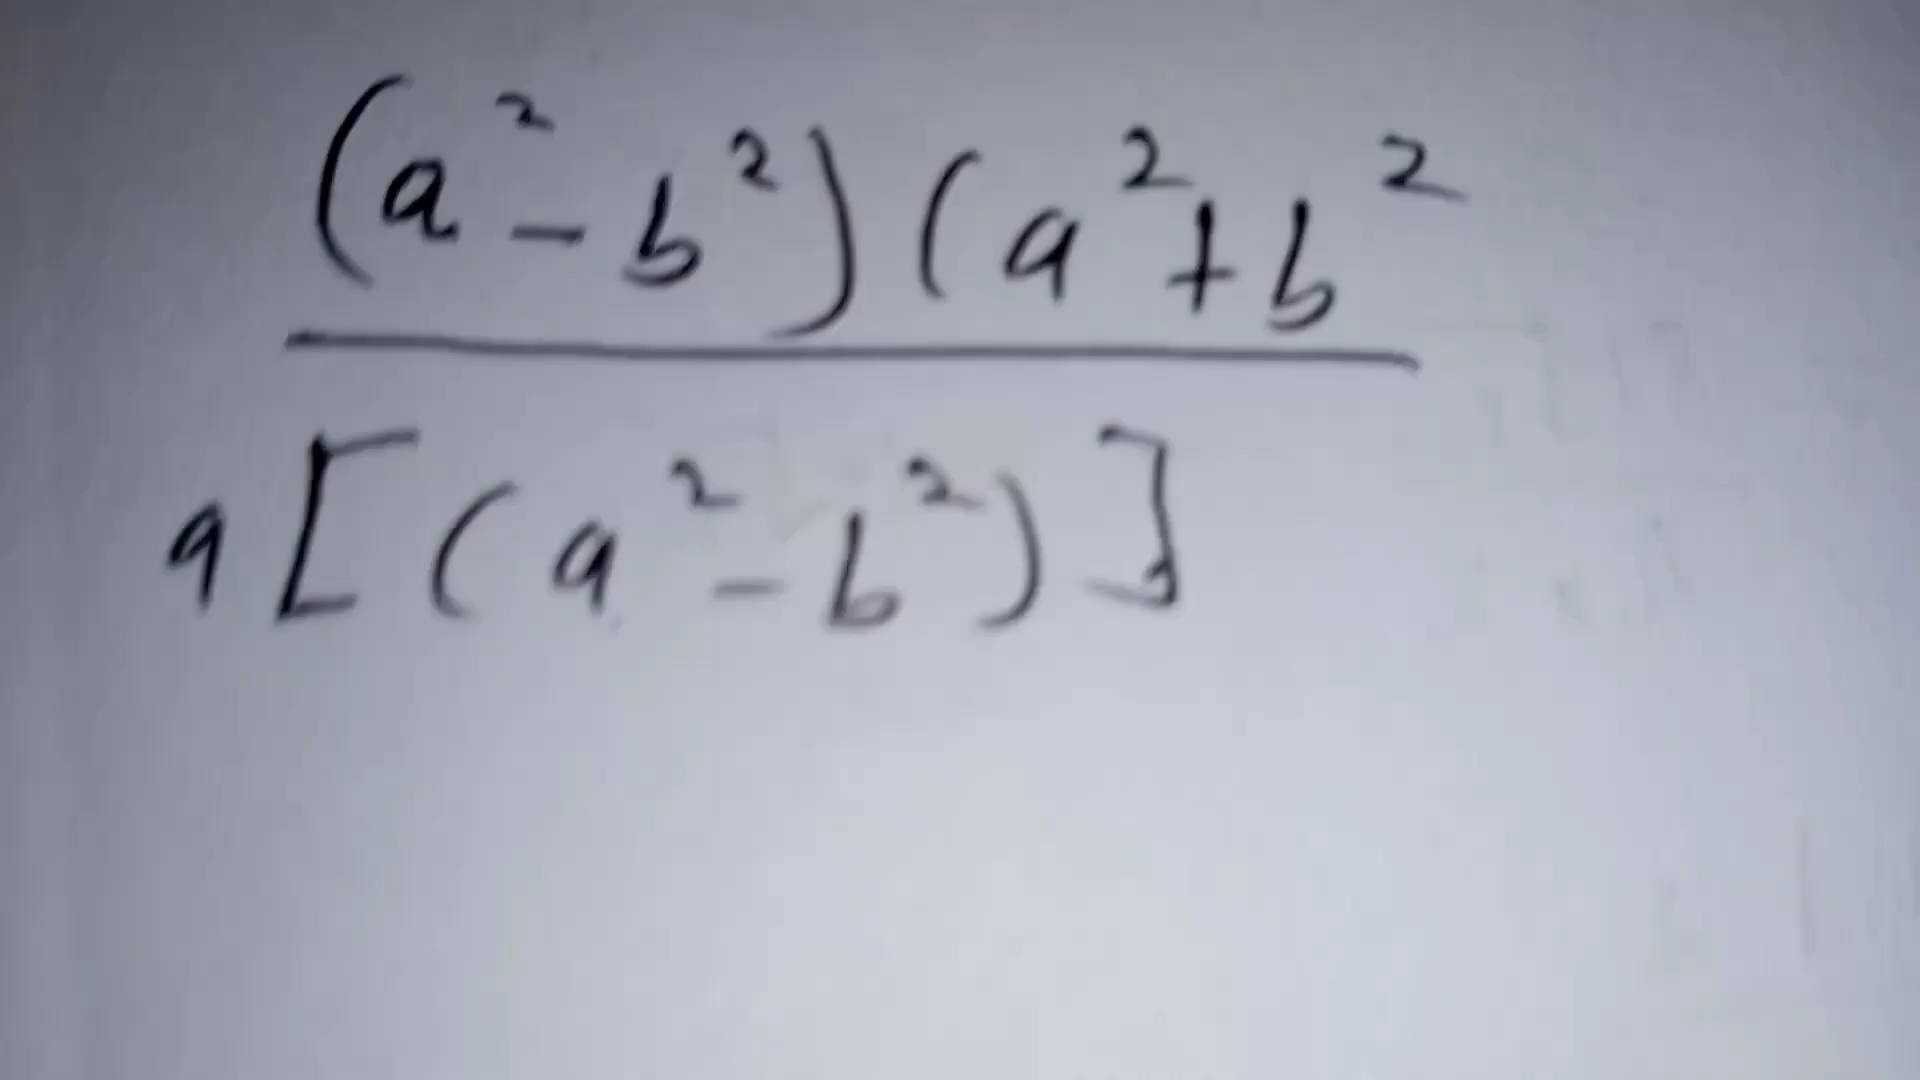 (a² - b²) (a² + b²
a [ (a² - b²) ]